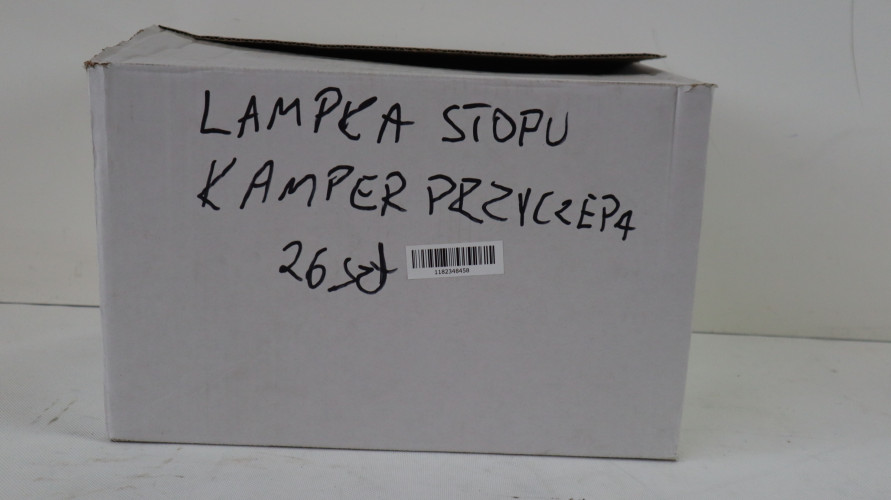 LAMPKA STOPU
KAMPER PRZYCZEPA
26 szt
1182348458